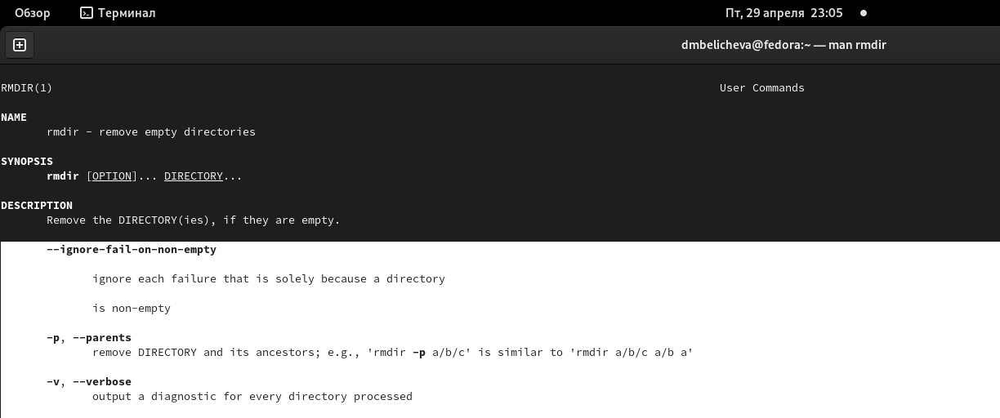 Обзор Терминал Пт, 29 апреля 23:05
dmbelicheva@fedora:~ — man rmdir
RMDIR(1) User Commands
NAME
rmdir - remove empty directories
SYNOPSIS
rmdir [OPTION]... DIRECTORY...
DESCRIPTION
Remove the DIRECTORY(ies), if they are empty.
--ignore-fail-on-non-empty
ignore each failure that is solely because a directory
is non-empty
-p, --parents
remove DIRECTORY and its ancestors; e.g., 'rmdir -p a/b/c' is similar to 'rmdir a/b/c a/b a'
-v, --verbose
output a diagnostic for every directory processed